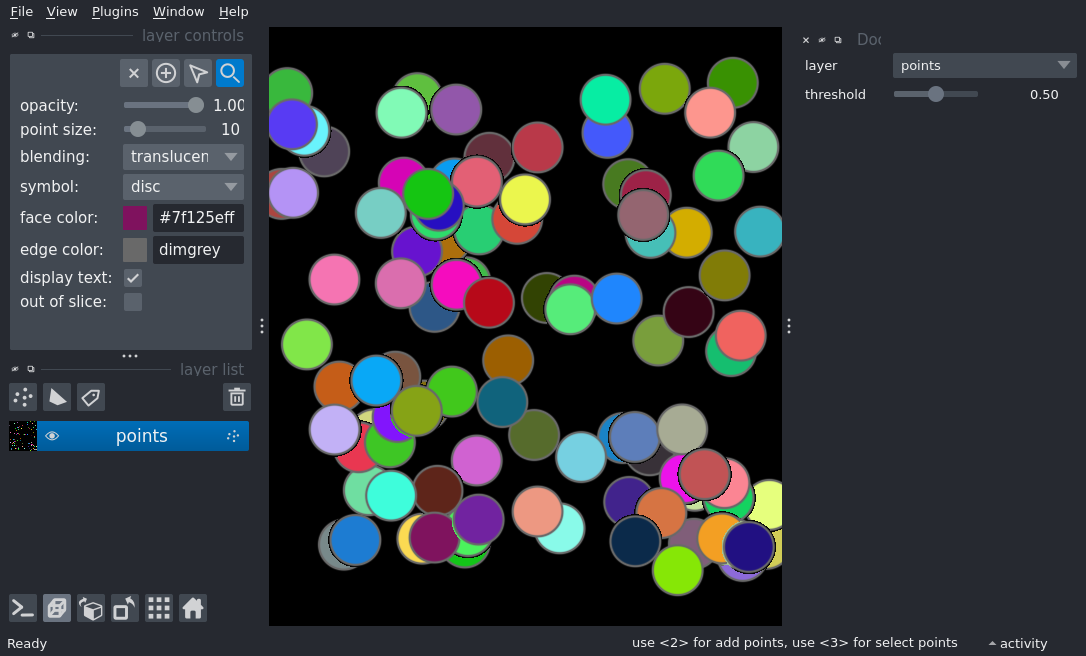 File View Plugins Window Help
layer controls
opacity: 1.00
point size: 10
blending: translucen
symbol: disc
face color: #7f125eff
edge color: dimgrey
display text:
out of slice:
layer list
points
Ready
layer points
threshold 0.50
use <2> for add points, use <3> for select points
activity